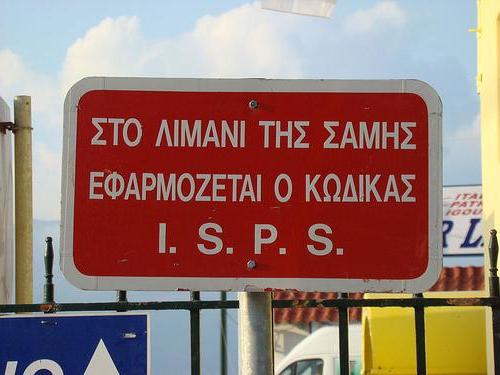 ΣΤΟ ΛΙΜΑΝΙ ΤΗΣ ΣΑΜΗΣ
ΕΦΑΡΜΟΖΕΤΑΙ Ο ΚΩΔΙΚΑΣ
I. S. P. S.